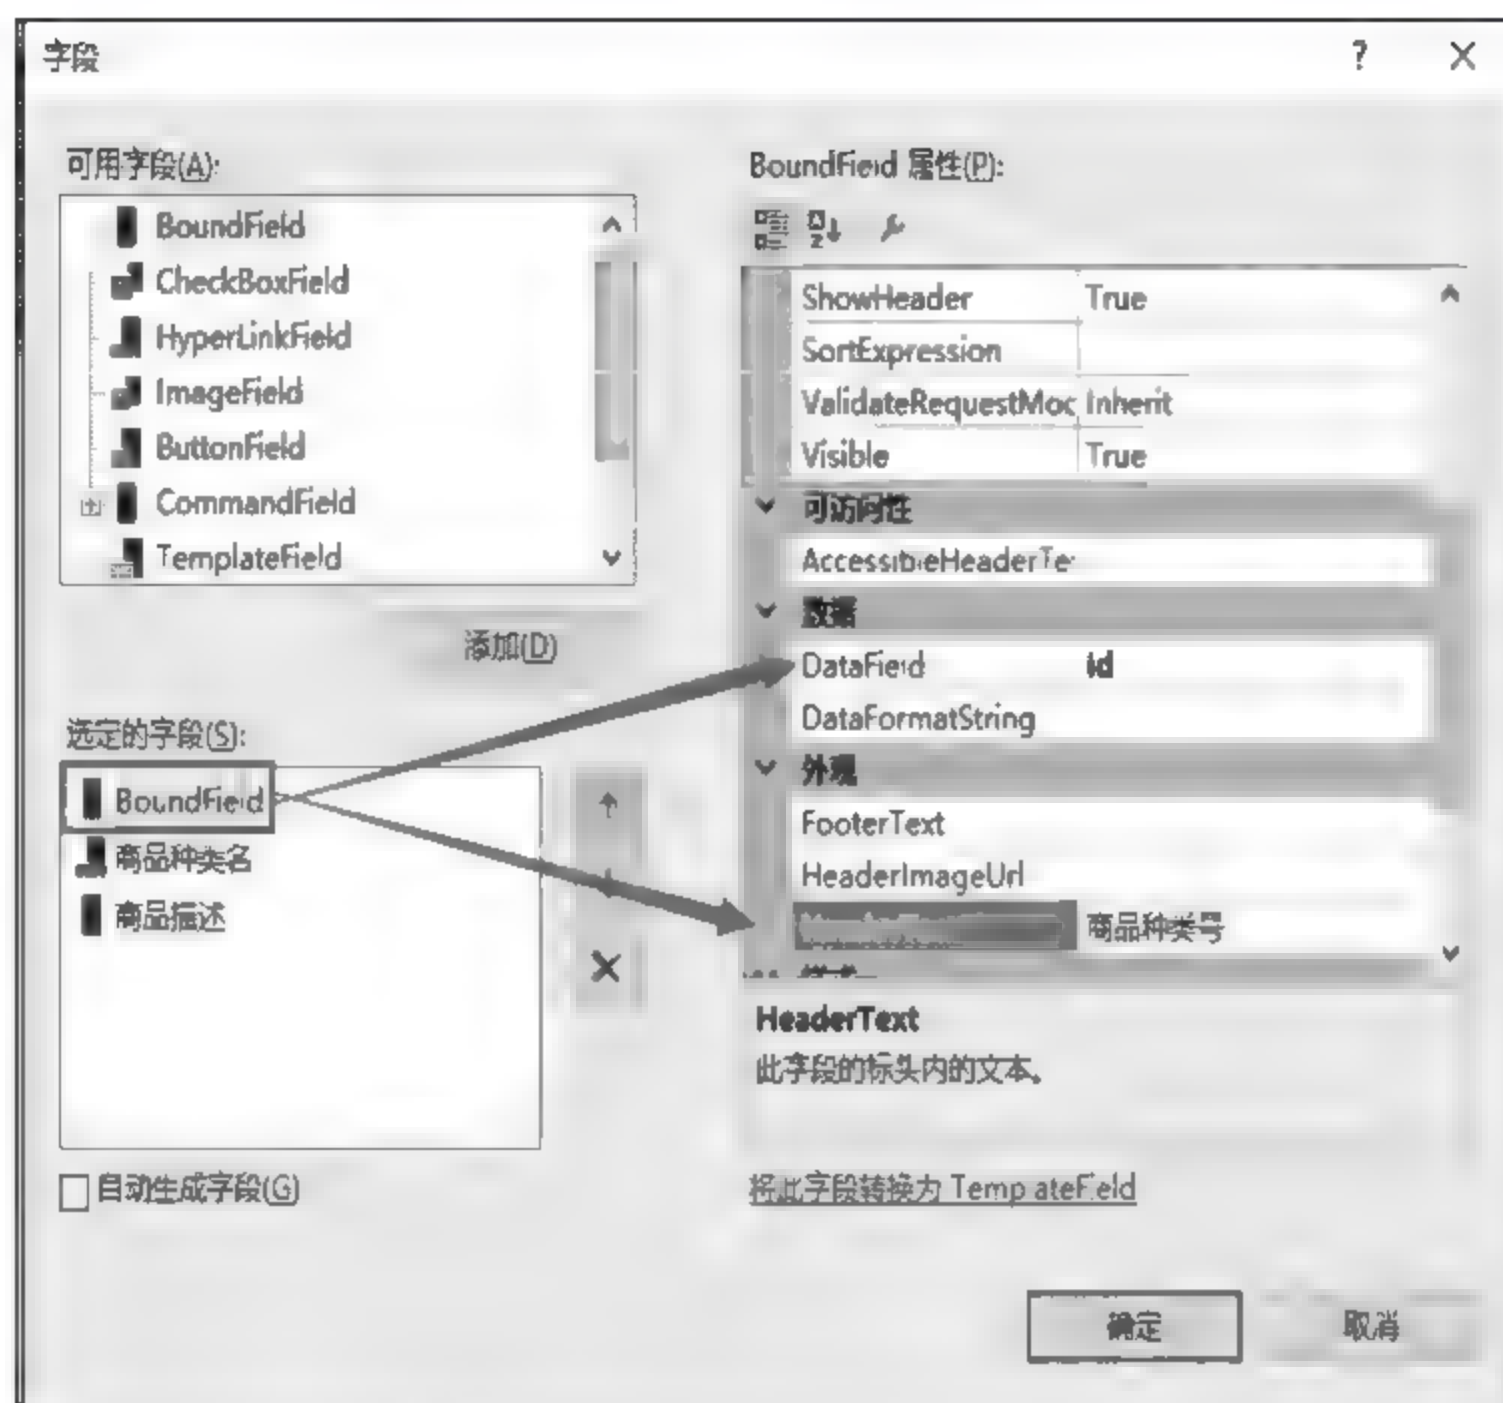 字段
?
可用字段(A):
BoundField
CheckBoxField
HyperLinkField
ImageField
ButtonField
CommandField
TemplateField
添加(D)
选定的字段(S):
BoundField
商品种类名
商品描述
自动生成字段(G)
BoundField 属性(P):
ShowHeader True
SortExpression
ValidateRequestMoc Inherit
Visible True
可访问性
AccessibleHeaderTe
数据
DataField id
DataFormatString
外观
FooterText
HeaderImageUrl
商品种类号
HeaderText
此字段的标头内的文本。
将此字段转换为 TemplateField
确定
取消